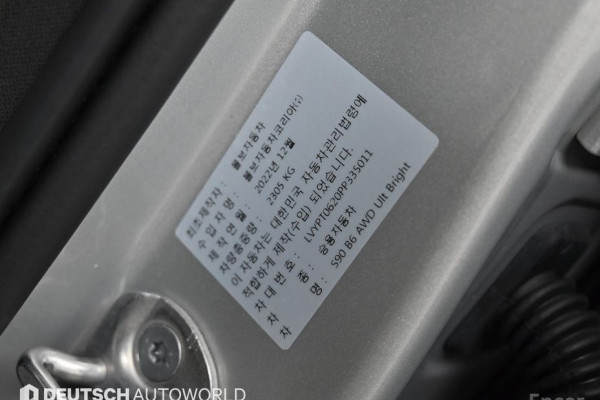 최초제작자 : 볼보자동차
수입자명 : 볼보자동차코리아(주)
제작연월 : 2022년 12월
차량총중량 : 2305 KG
이 자동차는 대한민국 자동차관리법령에
적합하게 제작(수입) 되었습니다.
차대번호 : LVYPT0620PP335011
차 종 : 승용자동차
차 명 : S90 B6 AWD Ult Bright
DEUTSCH AUTOWORLD
Encar